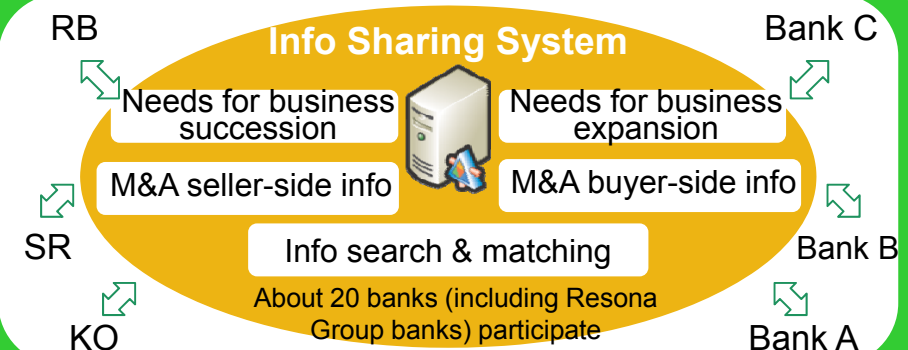 RB
Info Sharing System
Bank C
Needs for business
succession
Needs for business
expansion
M&A seller-side info
M&A buyer-side info
SR
Info search & matching
Bank B
About 20 banks (including Resona
Group banks) participate
KO
Bank A